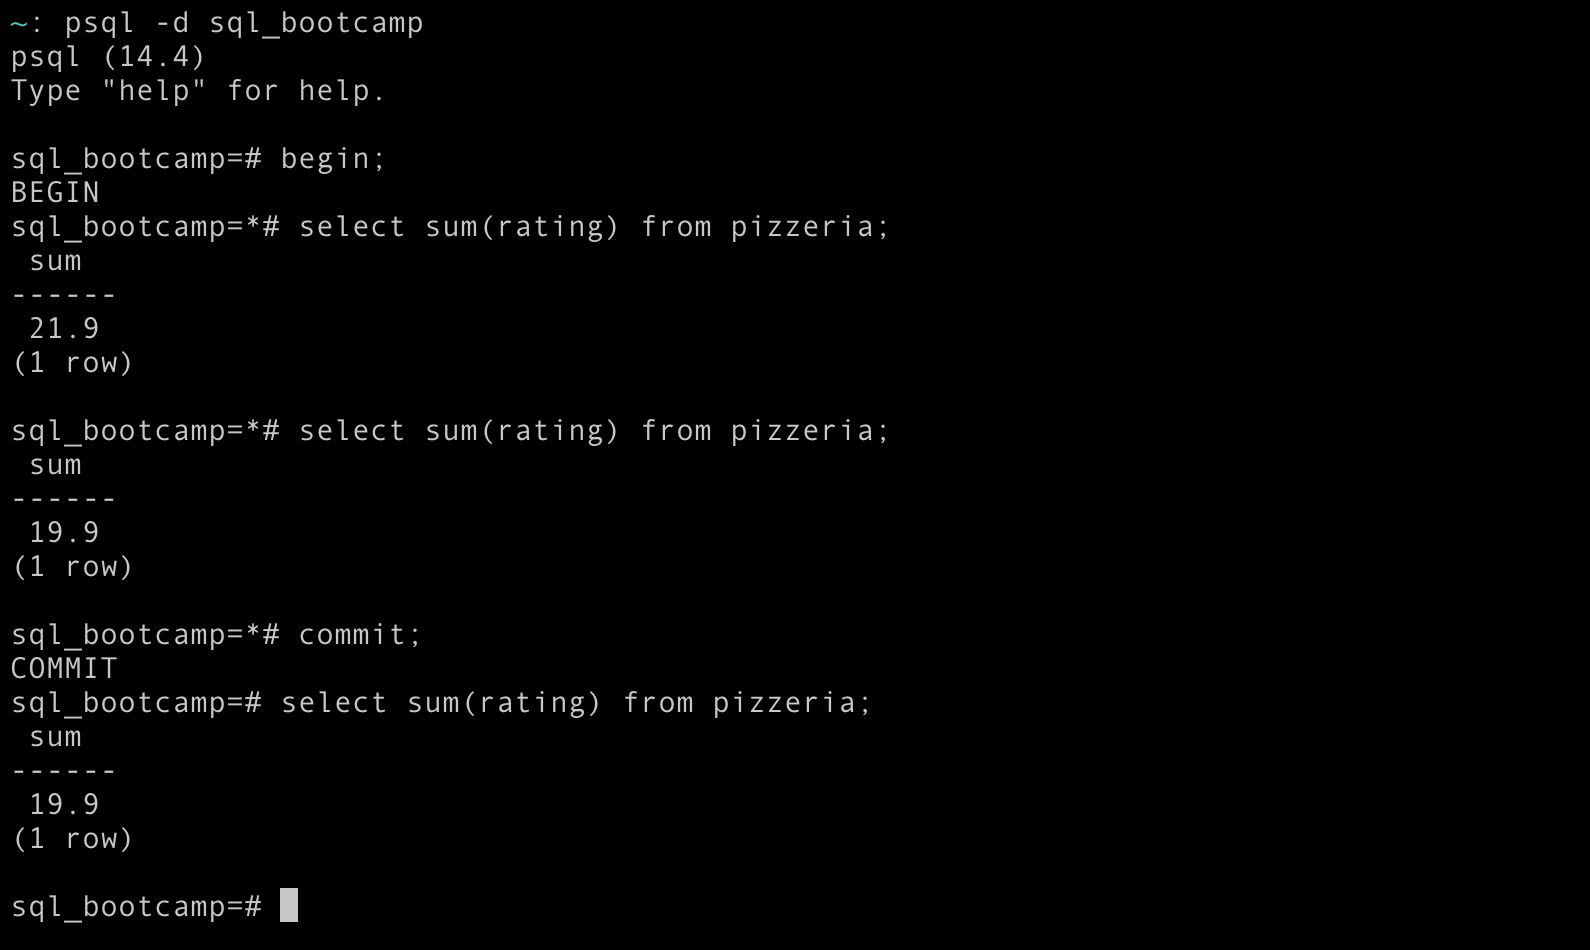 ~: psql -d sql_bootcamp
psql (14.4)
Type "help" for help.
sql_bootcamp=# begin;
BEGIN
sql_bootcamp=*# select sum(rating) from pizzeria;
 sum
------
 21.9
(1 row)
sql_bootcamp=*# select sum(rating) from pizzeria;
 sum
------
 19.9
(1 row)
sql_bootcamp=*# commit;
COMMIT
sql_bootcamp=# select sum(rating) from pizzeria;
 sum
------
 19.9
(1 row)
sql_bootcamp=#